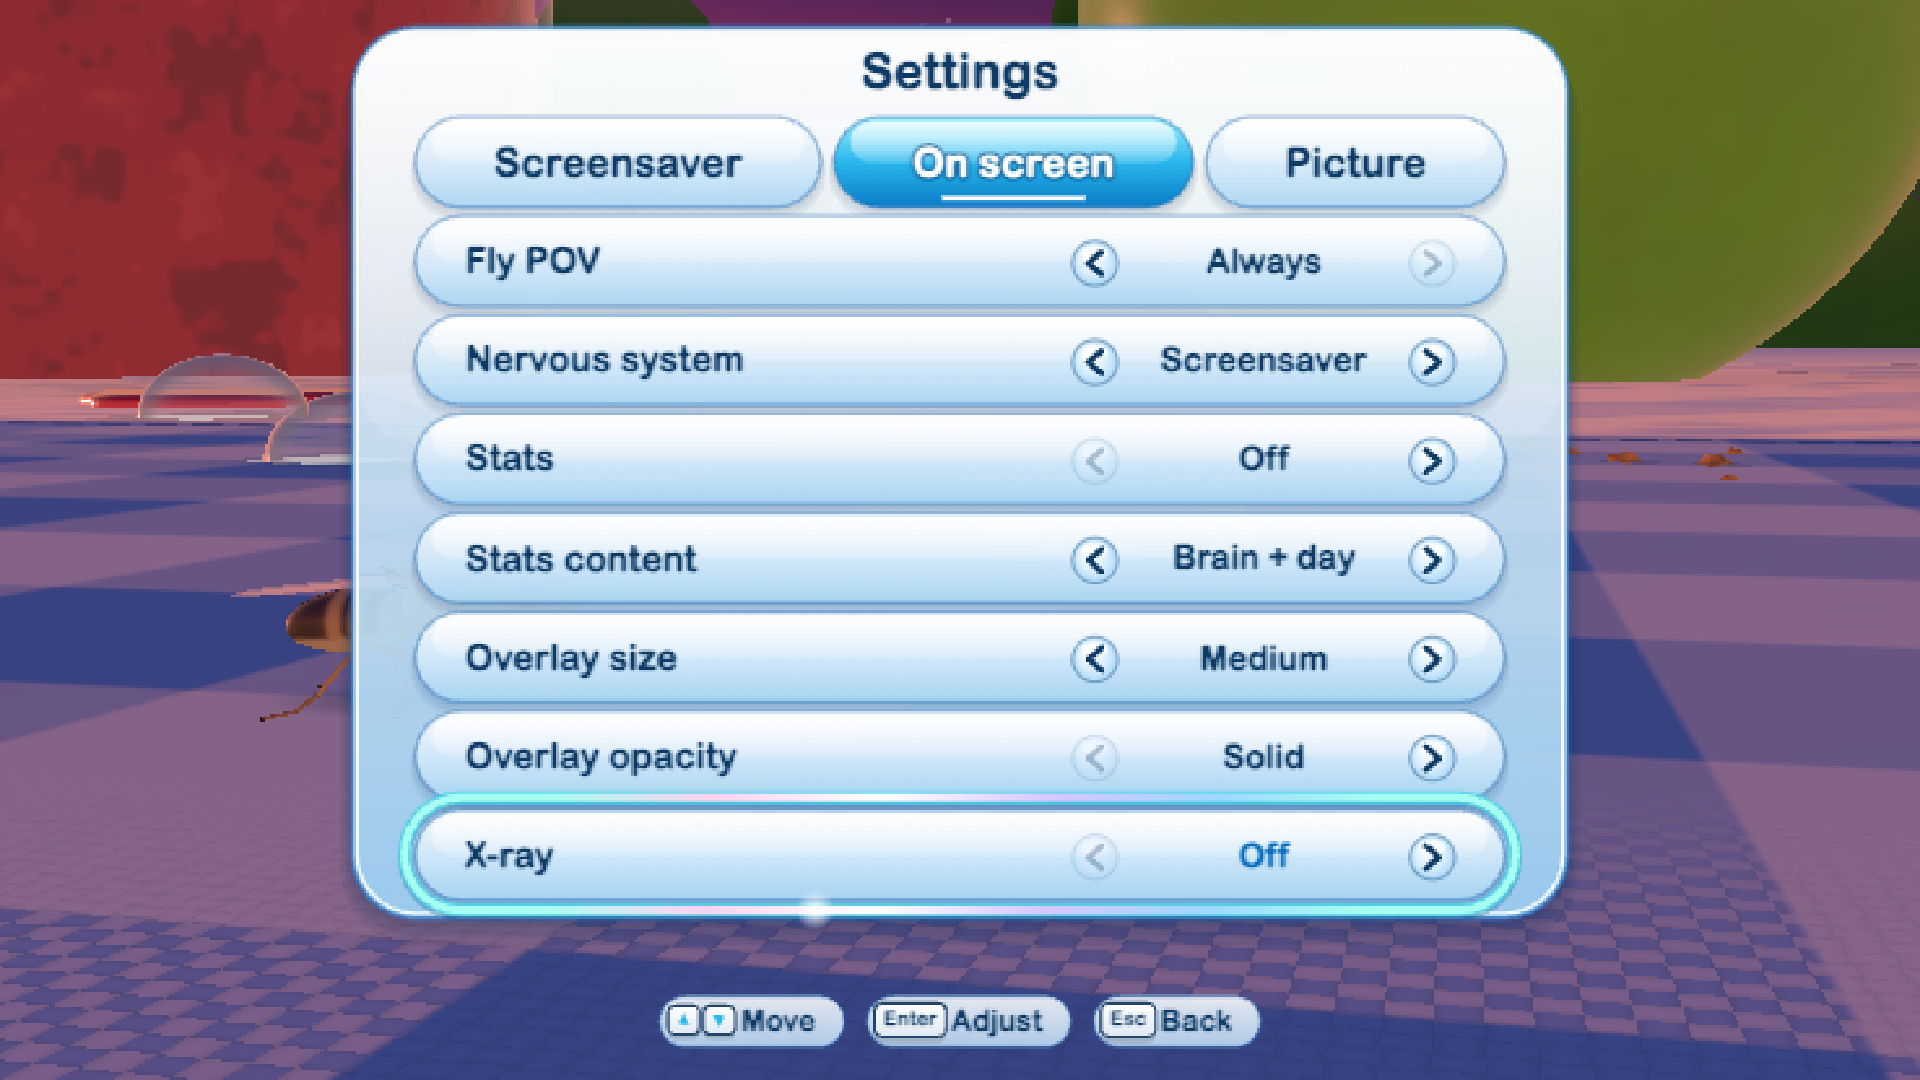 Settings
Screensaver On screen Picture
Fly POV < Always >
Nervous system < Screensaver >
Stats < Off >
Stats content < Brain + day >
Overlay size < Medium >
Overlay opacity < Solid >
X-ray < Off >
▲ ▼ Move Enter Adjust Esc Back